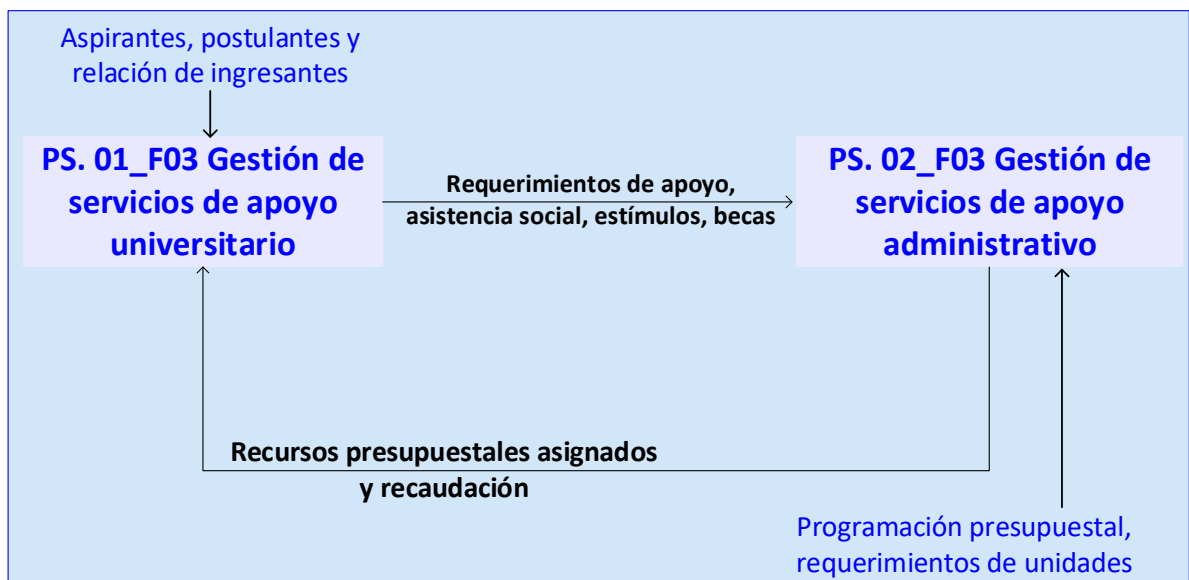 Aspirantes, postulantes y
relación de ingresantes
PS. 01_F03 Gestión de
servicios de apoyo
universitario
Requerimientos de apoyo,
asistencia social, estímulos, becas
PS. 02_F03 Gestión de
servicios de apoyo
administrativo
Recursos presupuestales asignados
y recaudación
Programación presupuestal,
requerimientos de unidades